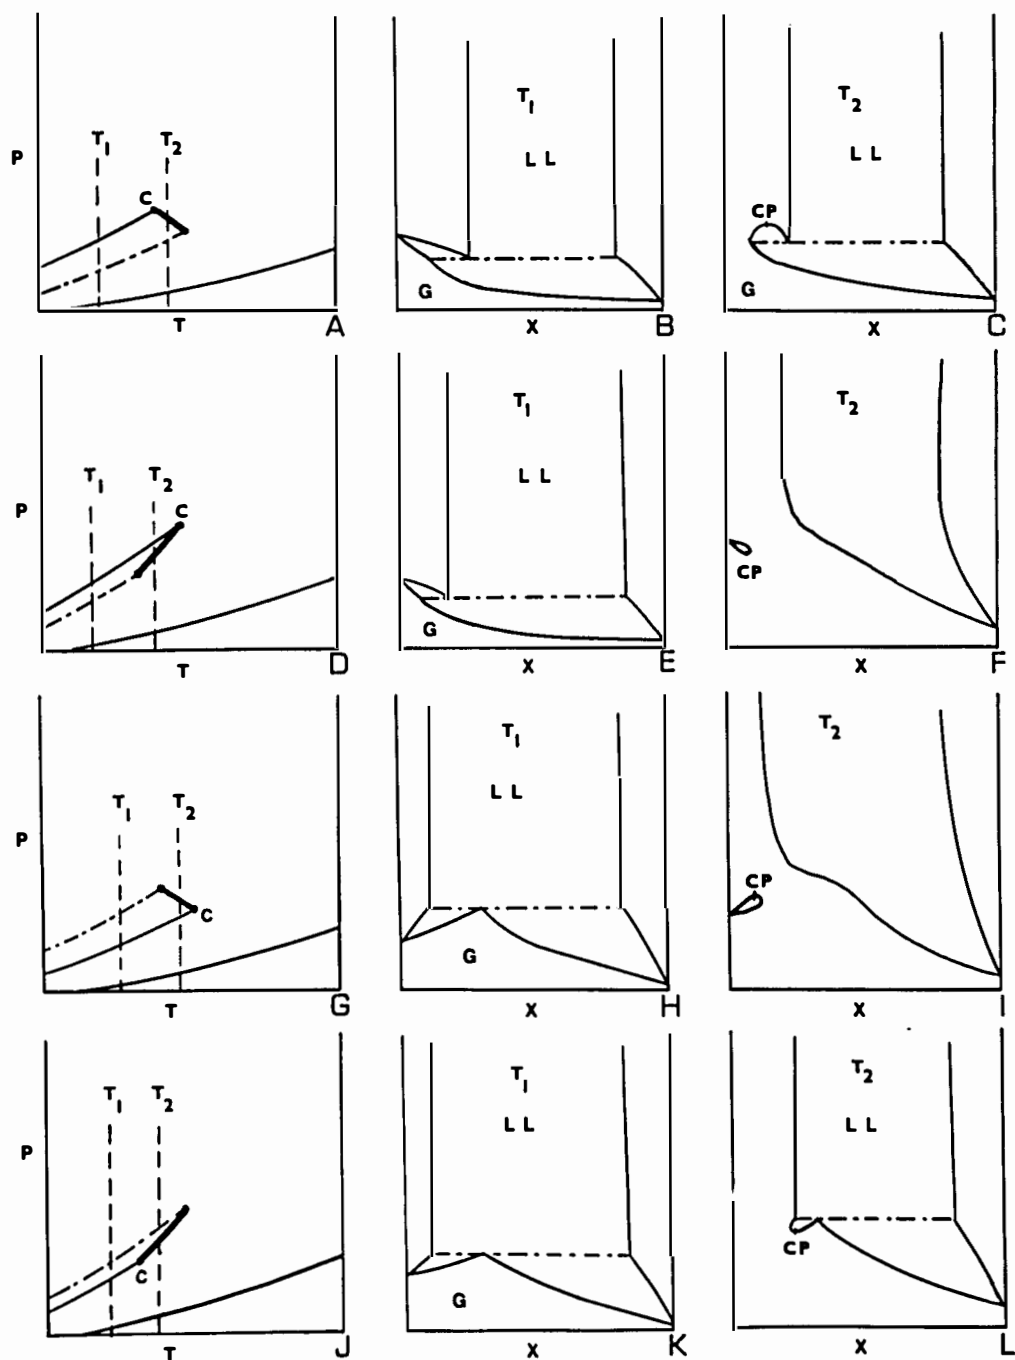 T1 T2 T1 T2
P C LL LL
CP
G G
T A X B X C
T1 T2 T1 T2
P C LL
CP
G
T D X E X F
T1 T2 T1 T2
P LL
C G CP
T G X H X I
T1 T2 T1 T2
P LL LL
C G CP
T J X K X L